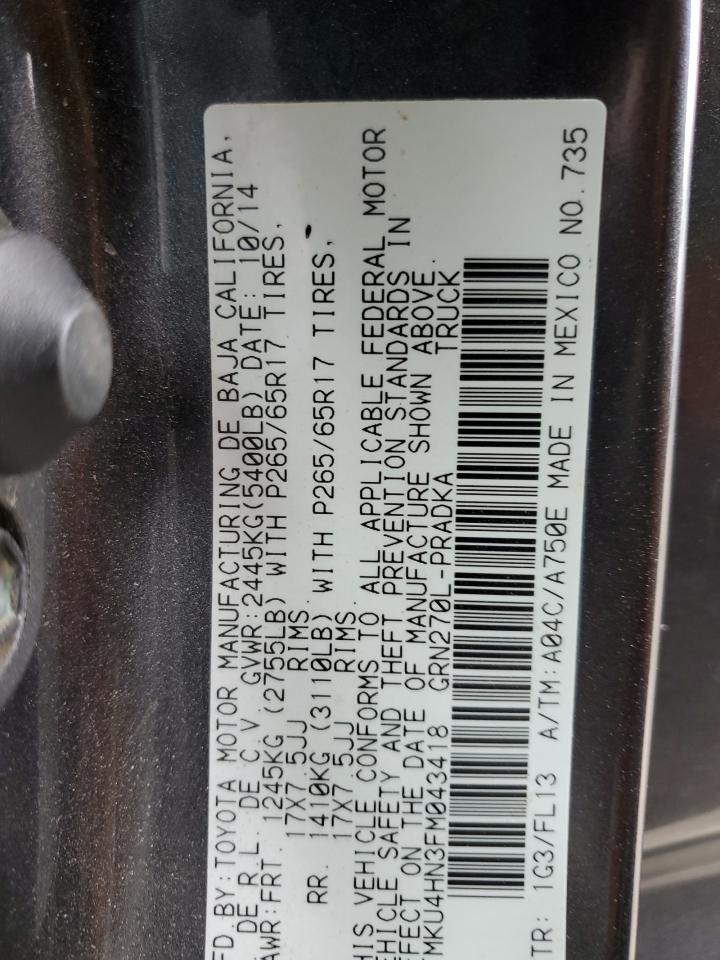 FD.BY:TOYOTA MOTOR MANUFACTURING DE BAJA CALIFORNIA,
DE R.L. DE C.V. GVWR:2445KG(5400LB) DATE: 10/14
AWR:FRT. 1245KG (2755LB) WITH P265/65R17 TIRES,
17X7.5JJ RIMS.
RR. 1410KG (3110LB) WITH P265/65R17 TIRES,
17X7.5JJ RIMS.
HIS VEHICLE CONFORMS TO ALL APPLICABLE FEDERAL MOTOR
EHICLE SAFETY AND THEFT PREVENTION STANDARDS IN
FFECT ON THE DATE OF MANUFACTURE SHOWN ABOVE.
MKU4HN3FM043418 GRN270L-PRADKA TRUCK
TR: 1G3/FL13 A/TM:A04C/A750E MADE IN MEXICO NO.735